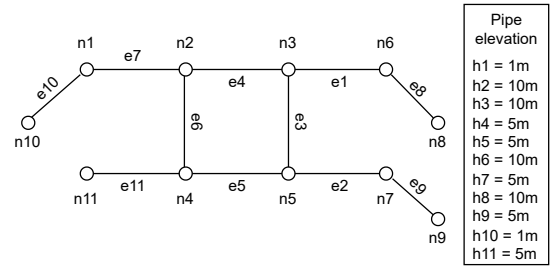 Pipe
elevation
n1 e7 n2 n3 n6
e4 e1
e10 e8
n10 e6 e3 n8
n11 e11 n4 e5 n5 e2 n7
e9
n9
h1 = 1m
h2 = 10m
h3 = 10m
h4 = 5m
h5 = 5m
h6 = 10m
h7 = 5m
h8 = 10m
h9 = 5m
h10 = 1m
h11 = 5m